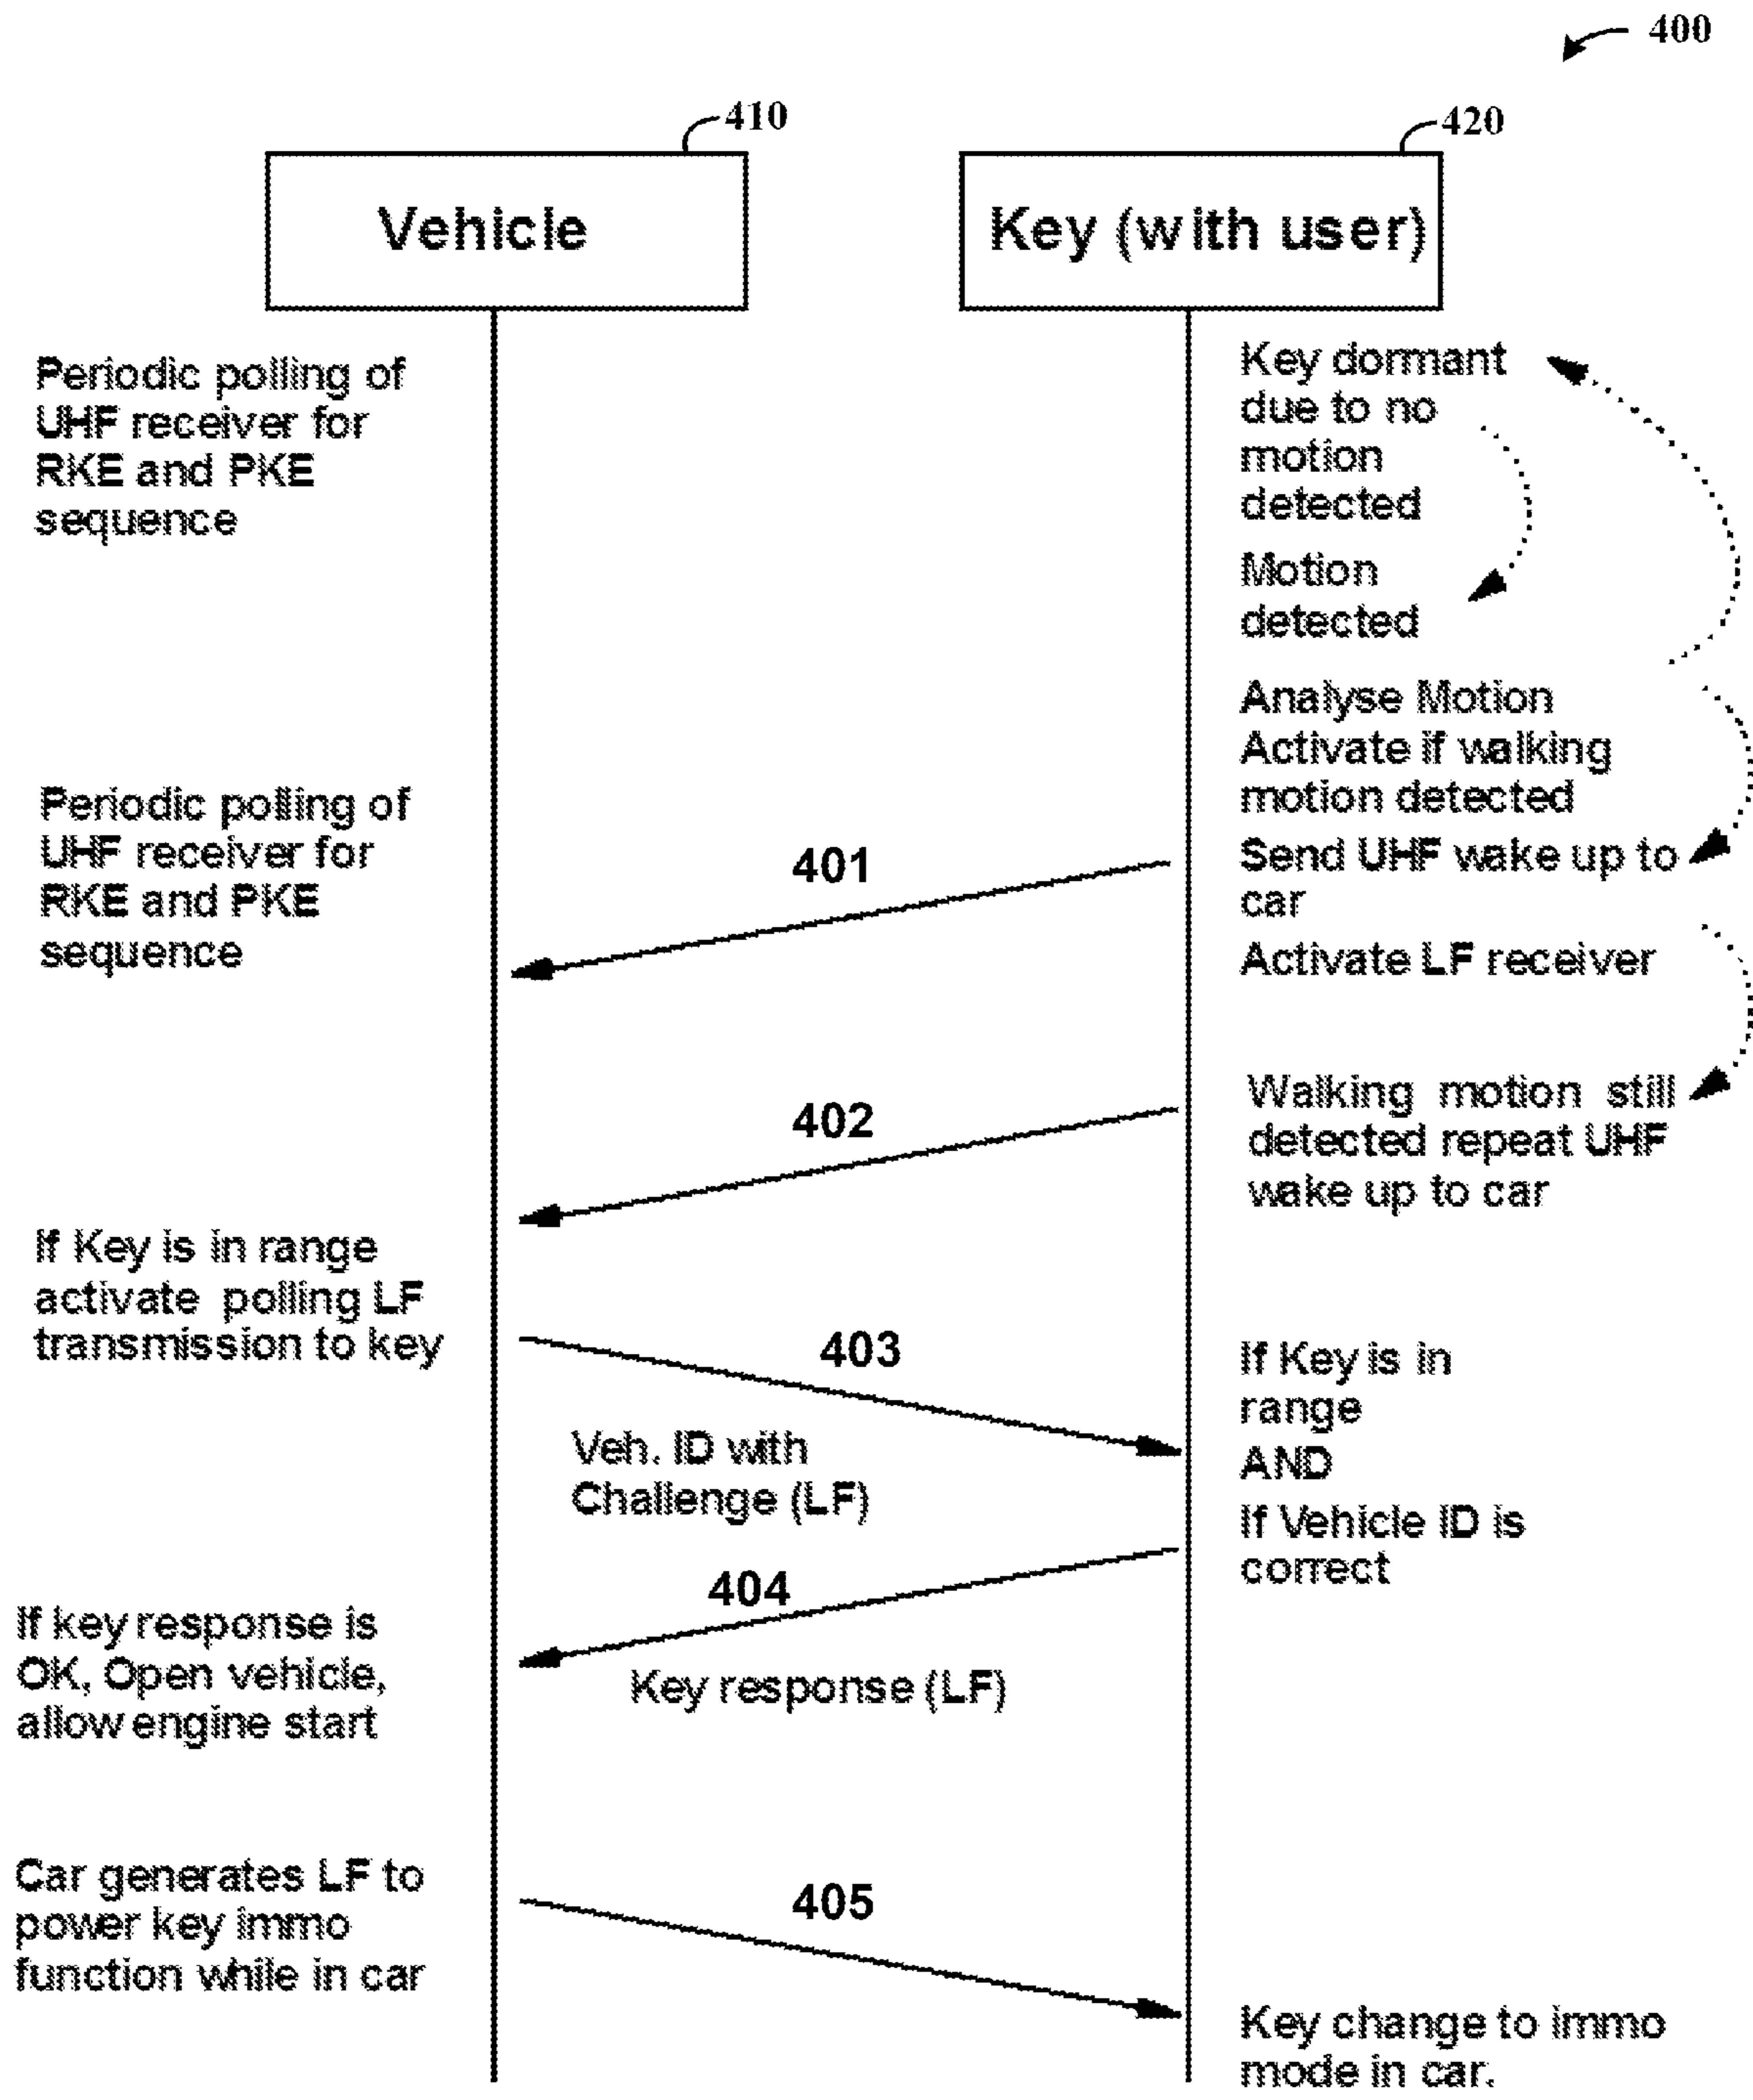 400
410
420
Vehicle
Key (with user)
Periodic polling of
UHF receiver for
RKE and PKE
sequence
Key dormant
due to no
motion
detected
Motion
detected
Analyse Motion
Activate if walking
motion detected
Send UHF wake up to
car
Activate LF receiver
Periodic polling of
UHF receiver for
RKE and PKE
sequence
401
402
Walking motion still
detected repeat UHF
wake up to car
If Key is in range
activate polling LF
transmission to key
403
Veh. ID with
Challenge (LF)
If Key is in
range
AND
If Vehicle ID is
correct
404
Key response (LF)
If key response is
OK, Open vehicle,
allow engine start
Car generates LF to
power key immo
function while in car
405
Key change to immo
mode in car.